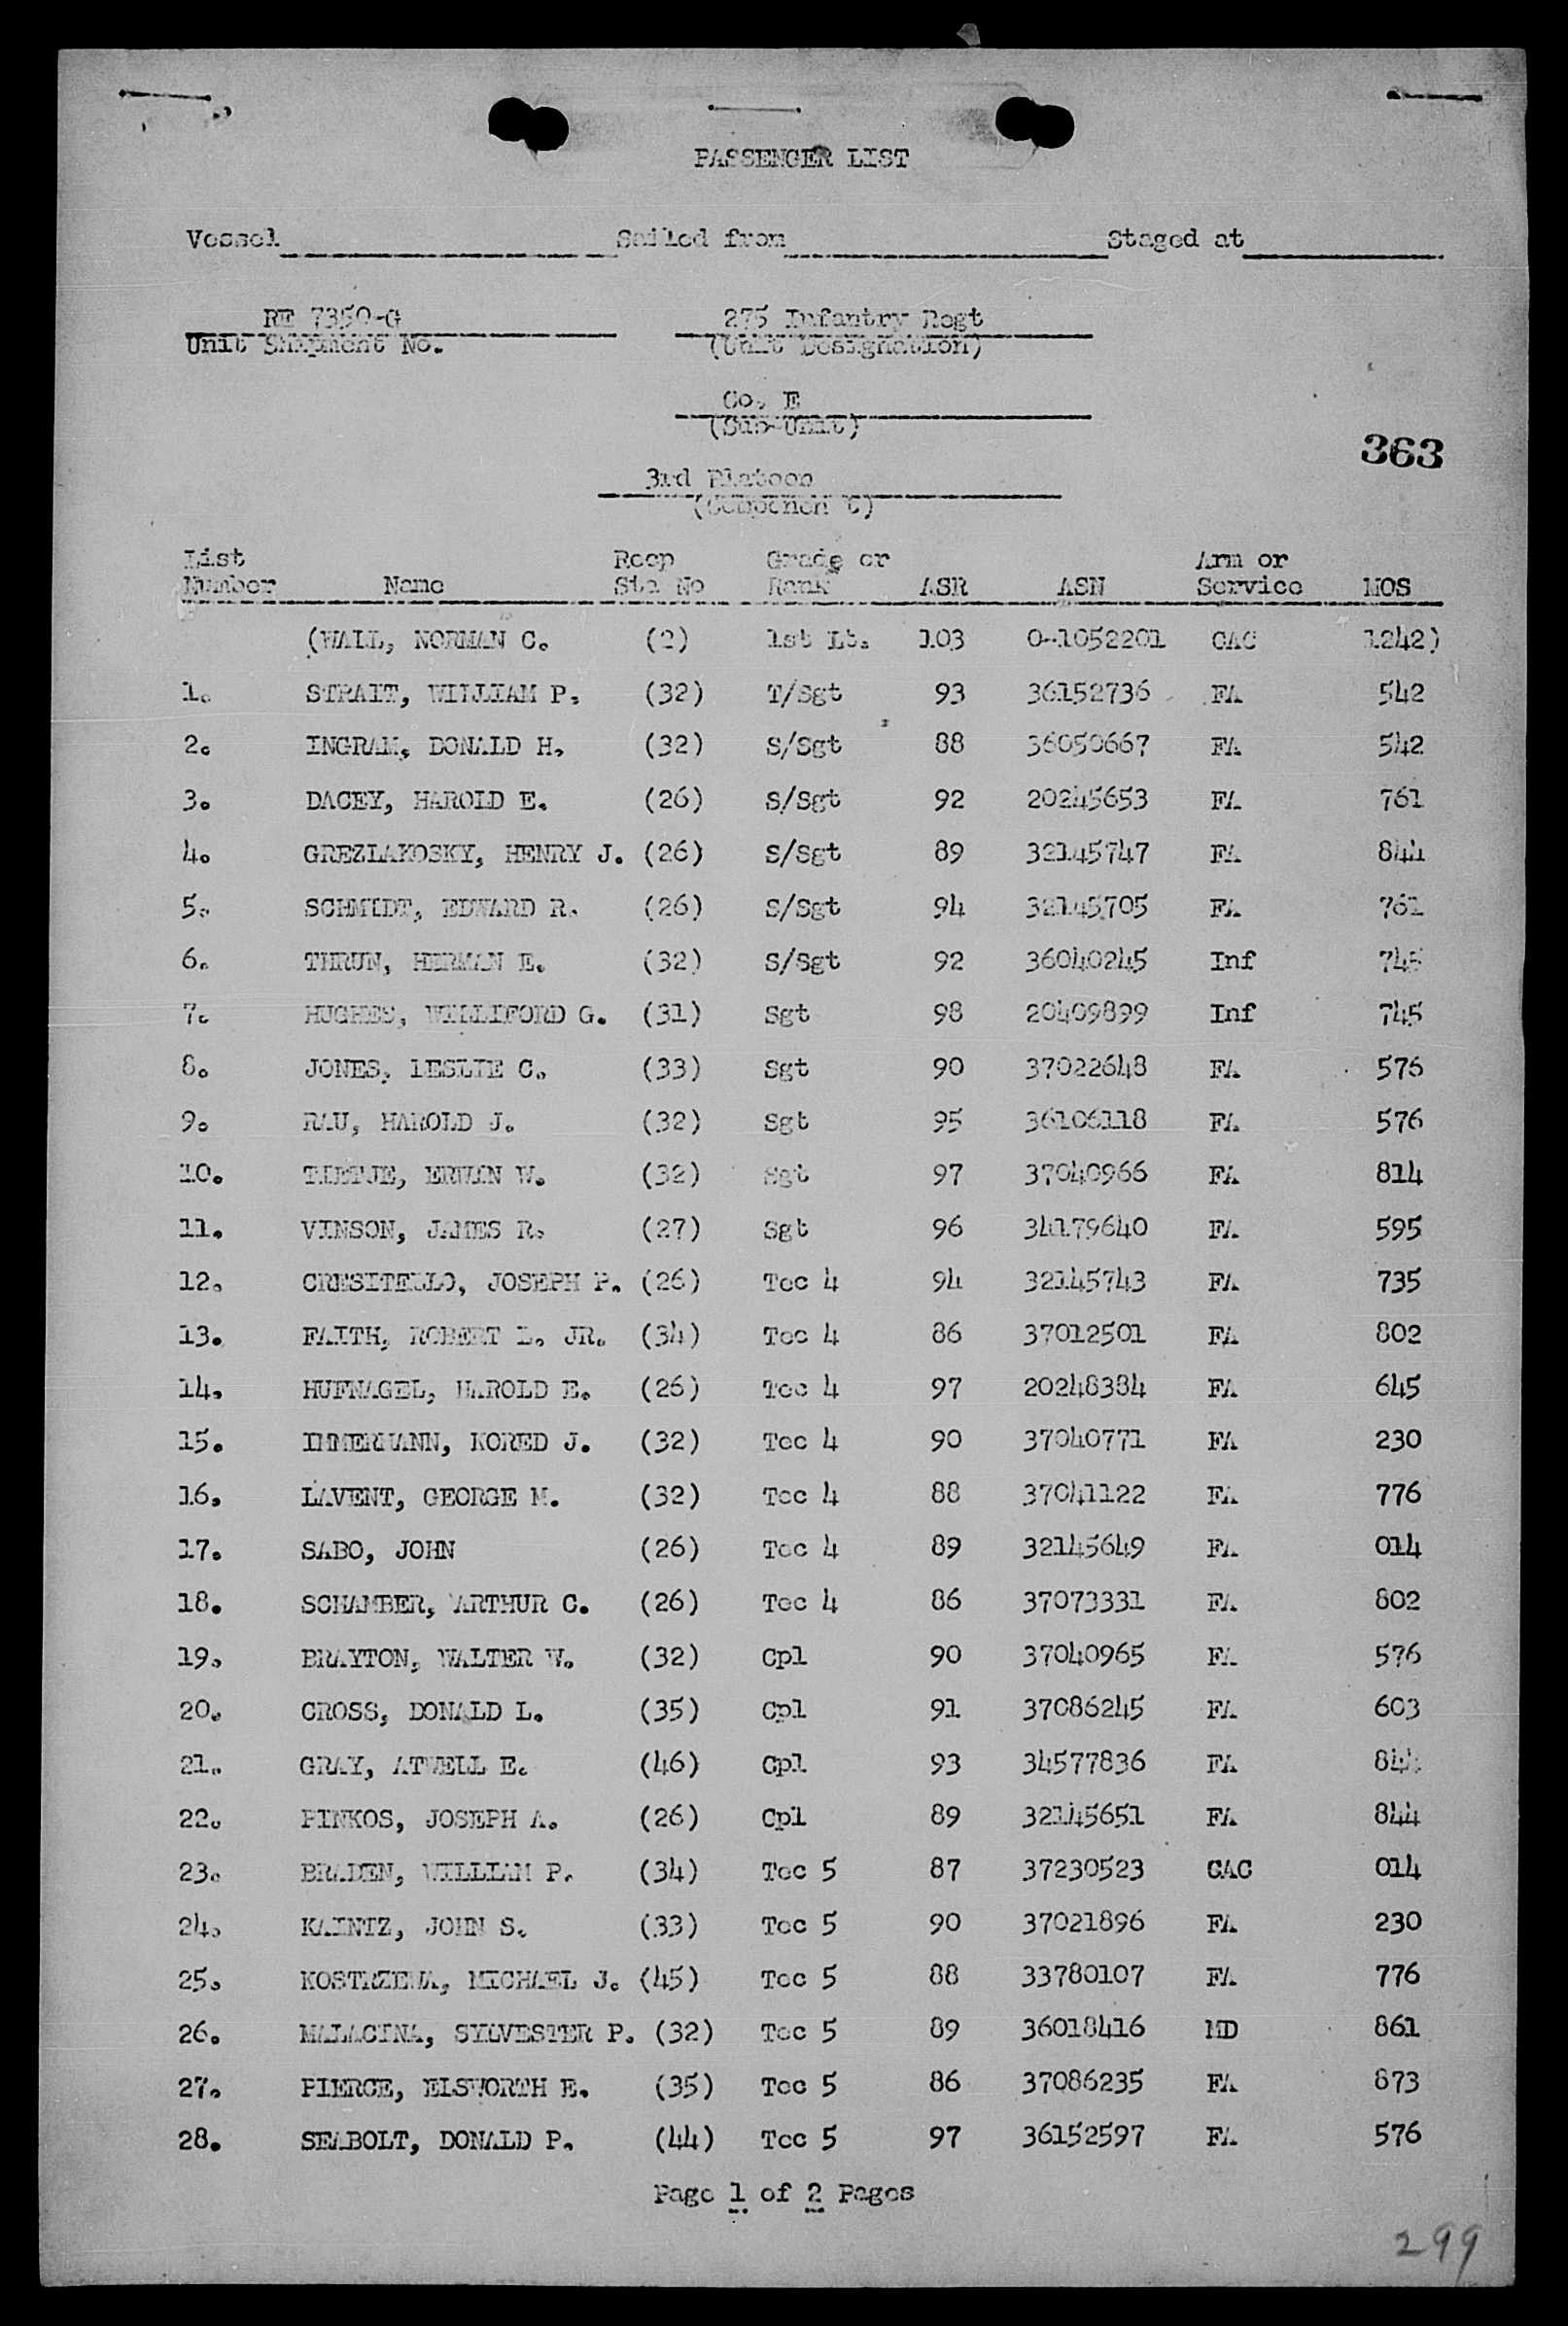 PASSENGER LIST
Vessel Sailed from Staged at
RE 7350-G 275 Infantry Regt
Unit Shipment No. (Unit Designation)
Co. E
(Sub-Unit)
363
3rd Platoon
(Component)
List Recp Grade or Arm or
Number Name Sta No Rank ASR ASN Service MOS
(WALL, NORMAN C. (2) 1st Lt. 103 O-1052201 CAC 1242)
1. STRAIT, WILLIAM P. (32) T/Sgt 93 36152736 FA 542
2. INGRAM, DONALD H. (32) S/Sgt 88 36050667 FA 542
3. DACEY, HAROLD E. (26) S/Sgt 92 20245653 FA 761
4. GREZLAKOSKY, HENRY J. (26) S/Sgt 89 32145747 FA 844
5. SCHMIDT, EDWARD R. (26) S/Sgt 94 32145705 FA 761
6. THRUN, HERMAN E. (32) S/Sgt 92 36040245 Inf 745
7. HUGHES, WILLIFORD G. (31) Sgt 98 20409899 Inf 745
8. JONES, LESLIE C. (33) Sgt 90 37022648 FA 576
9. RAU, HAROLD J. (32) Sgt 95 36106118 FA 576
10. TIETJE, ERWIN W. (32) Sgt 97 37040966 FA 814
11. VINSON, JAMES R. (27) Sgt 96 34179640 FA 595
12. CRESITELLO, JOSEPH P. (26) Tec 4 94 32145743 FA 735
13. FAITH, ROBERT L. JR. (34) Tec 4 86 37012501 FA 802
14. HUFNAGEL, HAROLD E. (26) Tec 4 97 20248384 FA 645
15. IMMERMANN, KORED J. (32) Tec 4 90 37040771 FA 230
16. LAVENT, GEORGE M. (32) Tec 4 88 37041122 FA 776
17. SABO, JOHN (26) Tec 4 89 32145649 FA 014
18. SCHAMBER, ARTHUR C. (26) Tec 4 86 37073331 FA 802
19. BRAYTON, WALTER W. (32) Cpl 90 37040965 FA 576
20. CROSS, DONALD L. (35) Cpl 91 37086245 FA 603
21. GRAY, ATWELL E. (46) Cpl 93 34577836 FA 844
22. PINKOS, JOSEPH A. (26) Cpl 89 32145651 FA 844
23. BRADEN, WILLIAM P. (34) Tec 5 87 37230523 CAC 014
24. KAINTZ, JOHN S. (33) Tec 5 90 37021896 FA 230
25. KOSTRZEWA, MICHAEL J. (45) Tec 5 88 33780107 FA 776
26. MALACINA, SYLVESTER P. (32) Tec 5 89 36018416 MD 861
27. PIERCE, ELSWORTH E. (35) Tec 5 86 37086235 FA 873
28. SEABOLT, DONALD P. (44) Tec 5 97 36152597 FA 576
Page 1 of 2 Pages
299